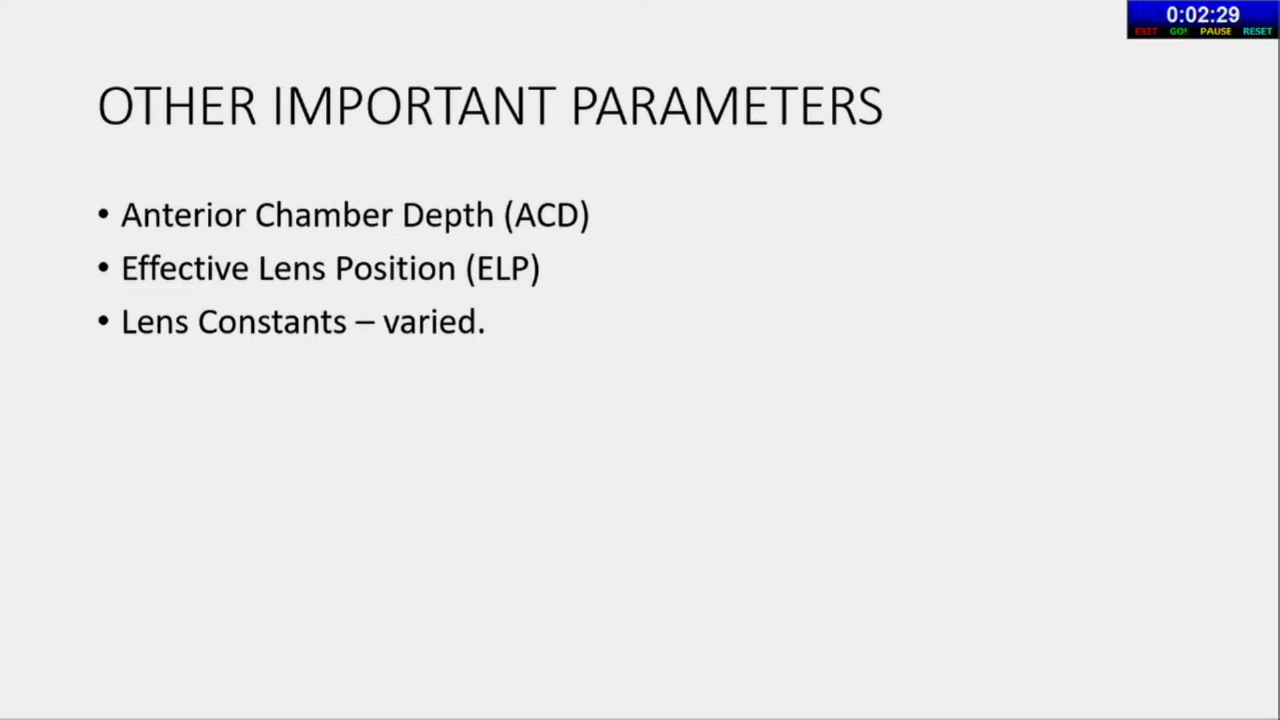 0:02:29
EXIT GO! PAUSE RESET
OTHER IMPORTANT PARAMETERS
• Anterior Chamber Depth (ACD)
• Effective Lens Position (ELP)
• Lens Constants – varied.